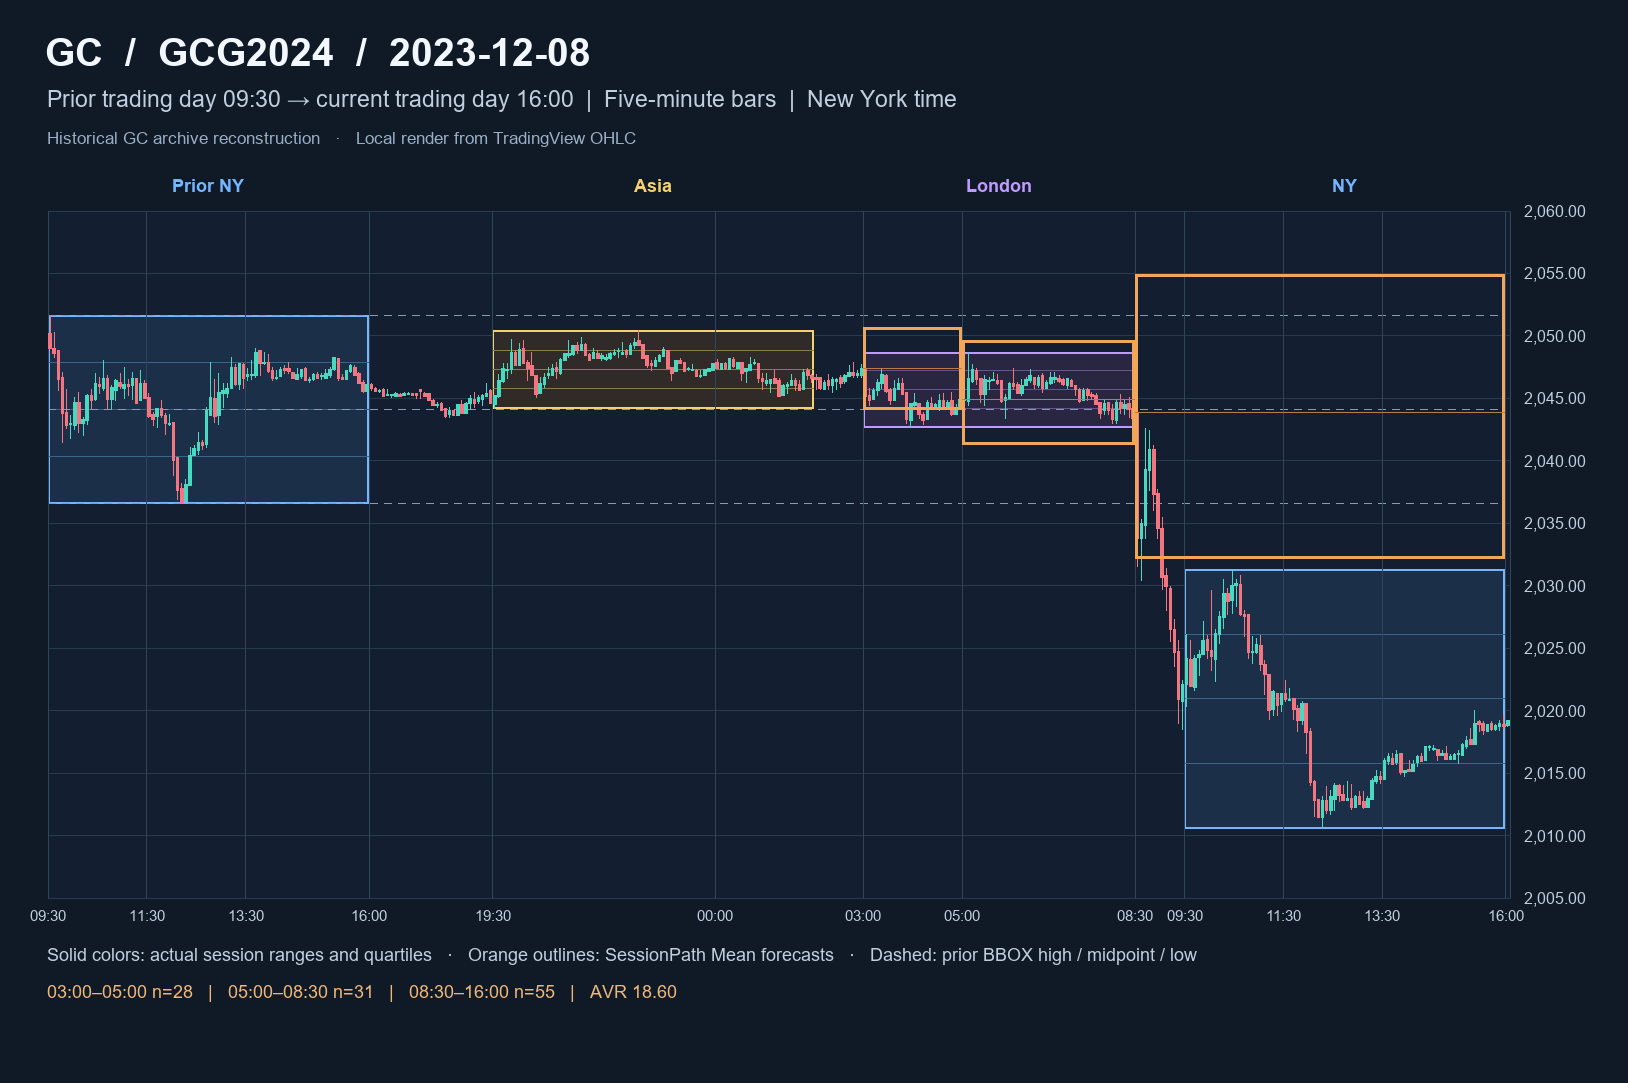 GC / GCG2024 / 2023-12-08
Prior trading day 09:30 → current trading day 16:00 | Five-minute bars | New York time
Historical GC archive reconstruction · Local render from TradingView OHLC
Prior NY Asia London NY
2,060.00
2,055.00
2,050.00
2,045.00
2,040.00
2,035.00
2,030.00
2,025.00
2,020.00
2,015.00
2,010.00
2,005.00
09:30 11:30 13:30 16:00 19:30 00:00 03:00 05:00 08:30 09:30 11:30 13:30 16:00
Solid colors: actual session ranges and quartiles · Orange outlines: SessionPath Mean forecasts · Dashed: prior BBOX high / midpoint / low
03:00–05:00 n=28 | 05:00–08:30 n=31 | 08:30–16:00 n=55 | AVR 18.60